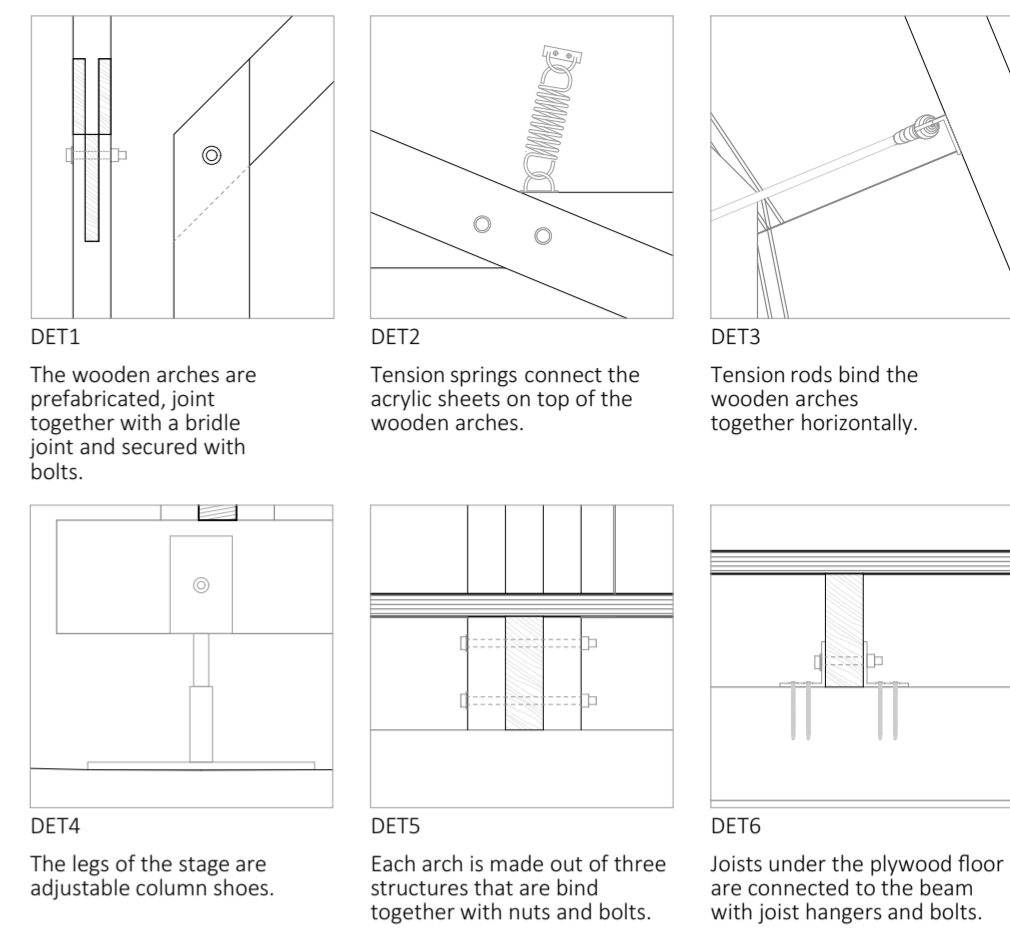 DET1
The wooden arches are
prefabricated, joint
together with a bridle
joint and secured with
bolts.
DET2
Tension springs connect the
acrylic sheets on top of the
wooden arches.
DET3
Tension rods bind the
wooden arches
together horizontally.
DET4
The legs of the stage are
adjustable column shoes.
DET5
Each arch is made out of three
structures that are bind
together with nuts and bolts.
DET6
Joists under the plywood floor
are connected to the beam
with joist hangers and bolts.